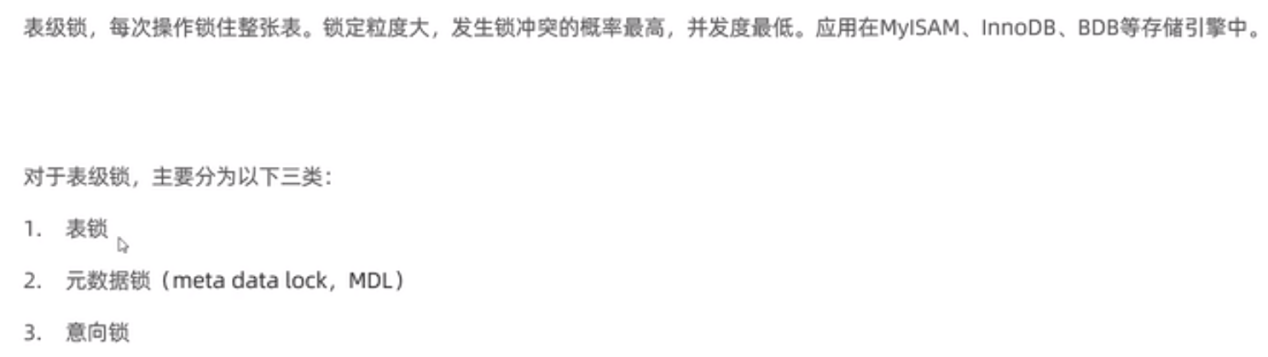 表级锁，每次操作锁住整张表。锁定粒度大，发生锁冲突的概率最高，并发度最低。应用在MyISAM、InnoDB、BDB等存储引擎中。
对于表级锁，主要分为以下三类：
1. 表锁
2. 元数据锁（meta data lock，MDL）
3. 意向锁